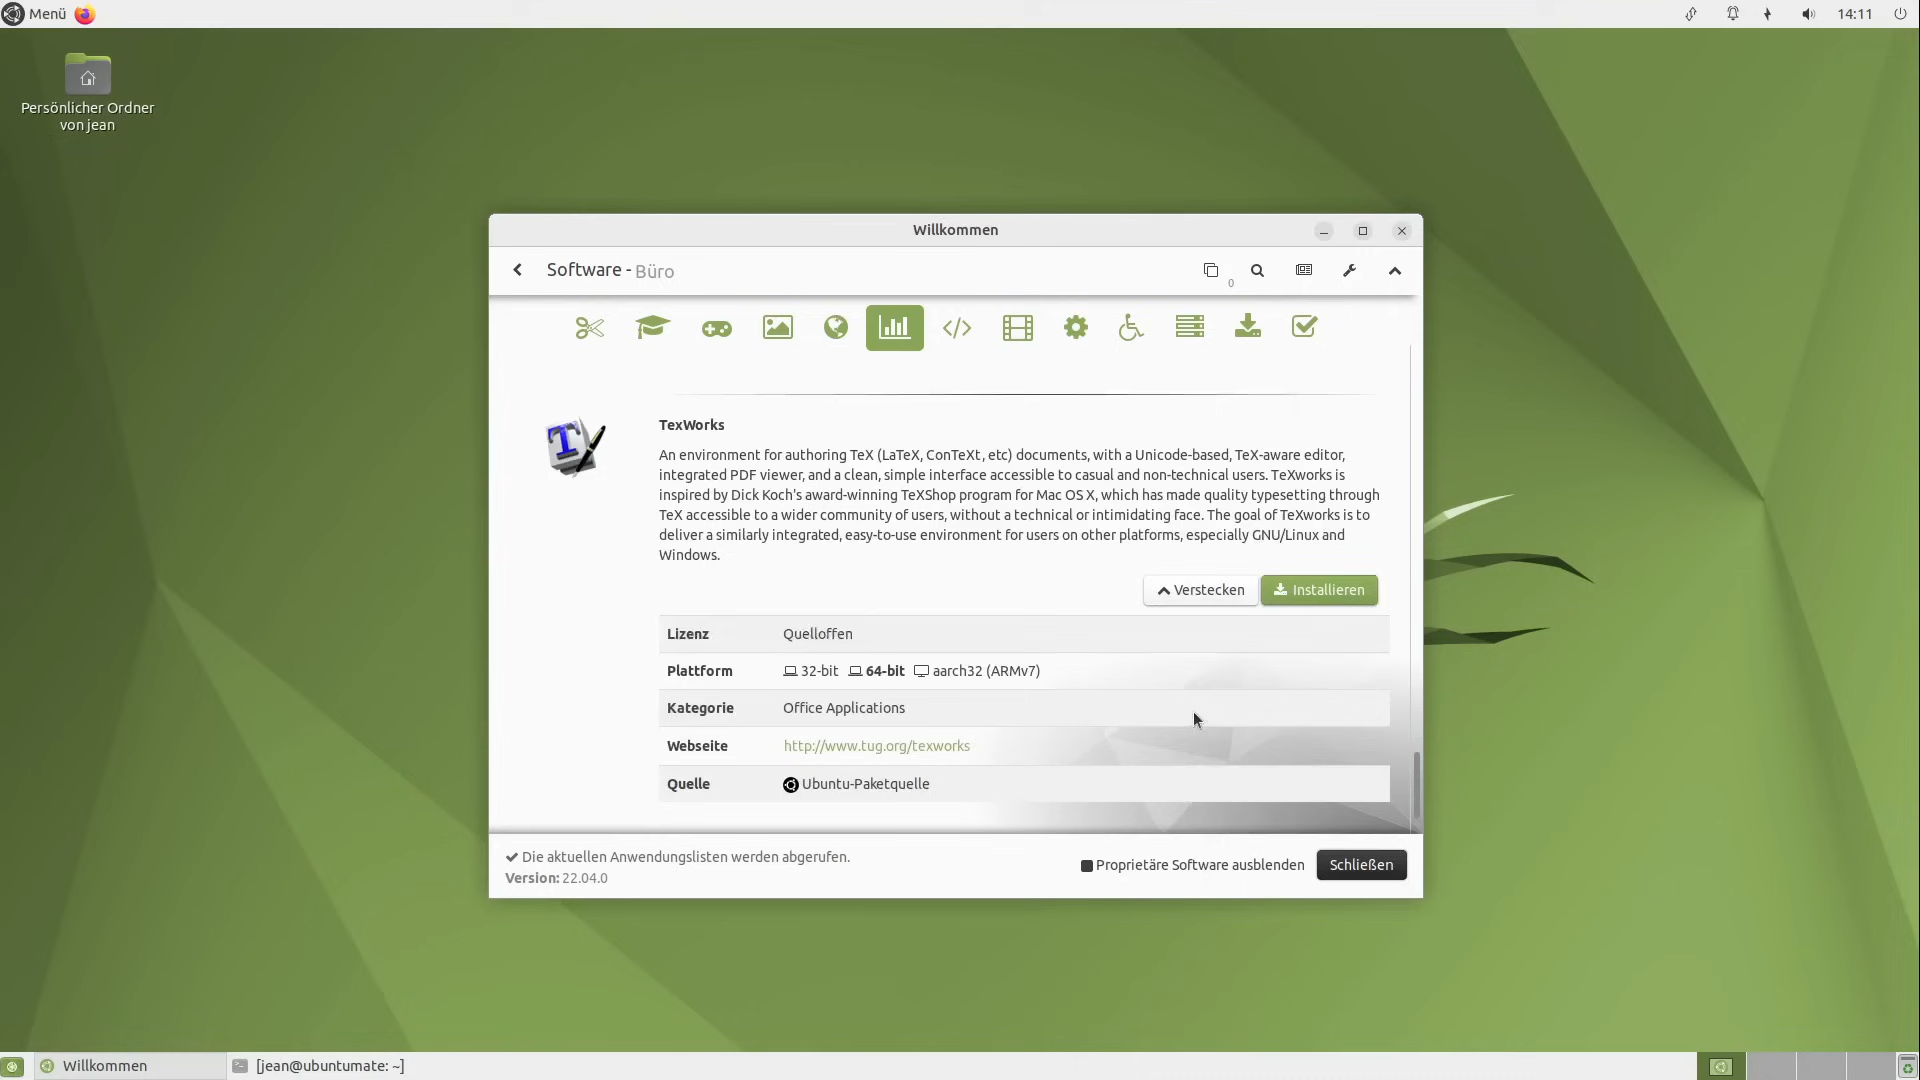 Menü
14:11
Persönlicher Ordner
von jean
Willkommen
Software - Büro
0
TexWorks
An environment for authoring TeX (LaTeX, ConTeXt, etc) documents, with a Unicode-based, TeX-aware editor,
integrated PDF viewer, and a clean, simple interface accessible to casual and non-technical users. TeXworks is
inspired by Dick Koch's award-winning TeXShop program for Mac OS X, which has made quality typesetting through
TeX accessible to a wider community of users, without a technical or intimidating face. The goal of TeXworks is to
deliver a similarly integrated, easy-to-use environment for users on other platforms, especially GNU/Linux and
Windows.
Verstecken Installieren
Lizenz Quelloffen
Plattform 32-bit 64-bit aarch32 (ARMv7)
Kategorie Office Applications
Webseite http://www.tug.org/texworks
Quelle Ubuntu-Paketquelle
Die aktuellen Anwendungslisten werden abgerufen.
Version: 22.04.0
Proprietäre Software ausblenden Schließen
Willkommen [jean@ubuntumate: ~]